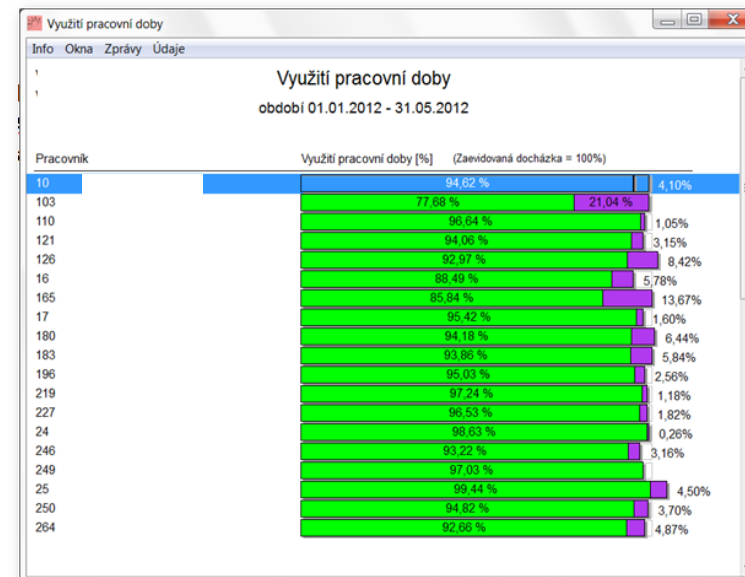 Využití pracovní doby
Info Okna Zprávy Údaje
Využití pracovní doby
období 01.01.2012 - 31.05.2012
Pracovník Využití pracovní doby [%] (Zaevidovaná docházka = 100%)
10 94,62 % 4,10%
103 77,68 % 21,04 %
110 96,64 % 1,05%
121 94,06 % 3,15%
126 92,97 % 8,42%
16 88,49 % 5,78%
165 85,84 % 13,67%
17 95,42 % 1,60%
180 94,18 % 6,44%
183 93,86 % 5,84%
196 95,03 % 2,56%
219 97,24 % 1,18%
227 96,53 % 1,82%
24 98,63 % 0,26%
246 93,22 % 3,16%
249 97,03 %
25 99,44 % 4,50%
250 94,82 % 3,70%
264 92,66 % 4,87%